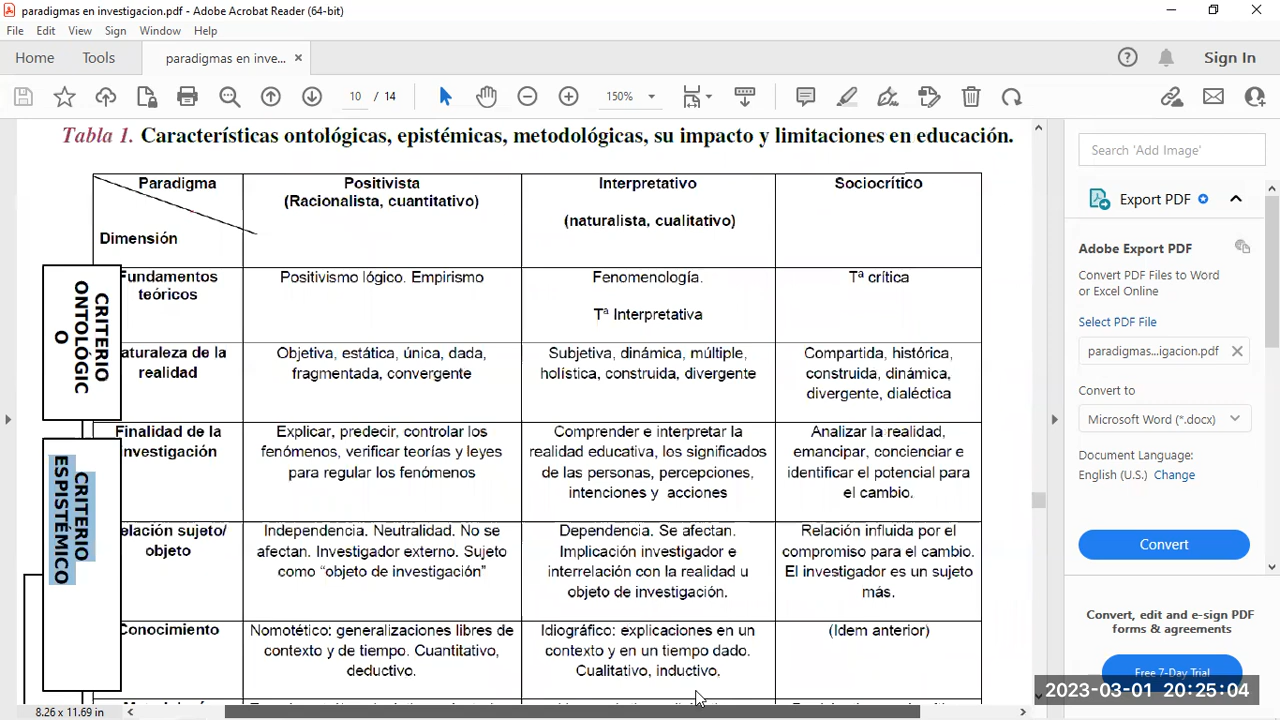 paradigmas en investigacion.pdf - Adobe Acrobat Reader (64-bit)
File Edit View Sign Window Help
Home Tools paradigmas en inve... × Sign In
10 / 14 150%
Tabla 1. Características ontológicas, epistémicas, metodológicas, su impacto y limitaciones en educación.
Paradigma
Dimensión
Positivista
(Racionalista, cuantitativo)
Interpretativo
(naturalista, cualitativo)
Sociocrítico
CRITERIO
ONTOLÓGIC
O
Fundamentos
teóricos
Positivismo lógico. Empirismo
Fenomenología.
Tª Interpretativa
Tª crítica
aturaleza de la
realidad
Objetiva, estática, única, dada,
fragmentada, convergente
Subjetiva, dinámica, múltiple,
holística, construida, divergente
Compartida, histórica,
construida, dinámica,
divergente, dialéctica
CRITERIO
ESPISTÉMICO
Finalidad de la
investigación
Explicar, predecir, controlar los
fenómenos, verificar teorías y leyes
para regular los fenómenos
Comprender e interpretar la
realidad educativa, los significados
de las personas, percepciones,
intenciones y acciones
Analizar la realidad,
emancipar, concienciar e
identificar el potencial para
el cambio.
elación sujeto/
objeto
Independencia. Neutralidad. No se
afectan. Investigador externo. Sujeto
como “objeto de investigación”
Dependencia. Se afectan.
Implicación investigador e
interrelación con la realidad u
objeto de investigación.
Relación influida por el
compromiso para el cambio.
El investigador es un sujeto
más.
Conocimiento
Nomotético: generalizaciones libres de
contexto y de tiempo. Cuantitativo,
deductivo.
Idiográfico: explicaciones en un
contexto y en un tiempo dado.
Cualitativo, inductivo.
(Idem anterior)
8.26 x 11.69 in
Search 'Add Image'
Export PDF
Adobe Export PDF
Convert PDF Files to Word
or Excel Online
Select PDF File
paradigmas...igacion.pdf
Convert to
Microsoft Word (*.docx)
Document Language:
English (U.S.) Change
Convert
Convert, edit and e-sign PDF
forms & agreements
Free 7-Day Trial
2023-03-01 20:25:04